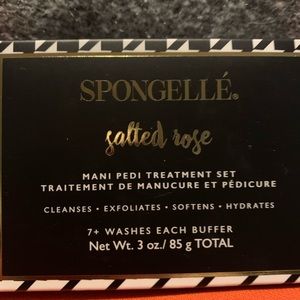 SPONGELLÉ®
salted rose
MANI PEDI TREATMENT SET
TRAITEMENT DE MANUCURE ET PÉDICURE
CLEANSES • EXFOLIATES • SOFTENS • HYDRATES
7+ WASHES EACH BUFFER
Net Wt. 3 oz./ 85 g TOTAL